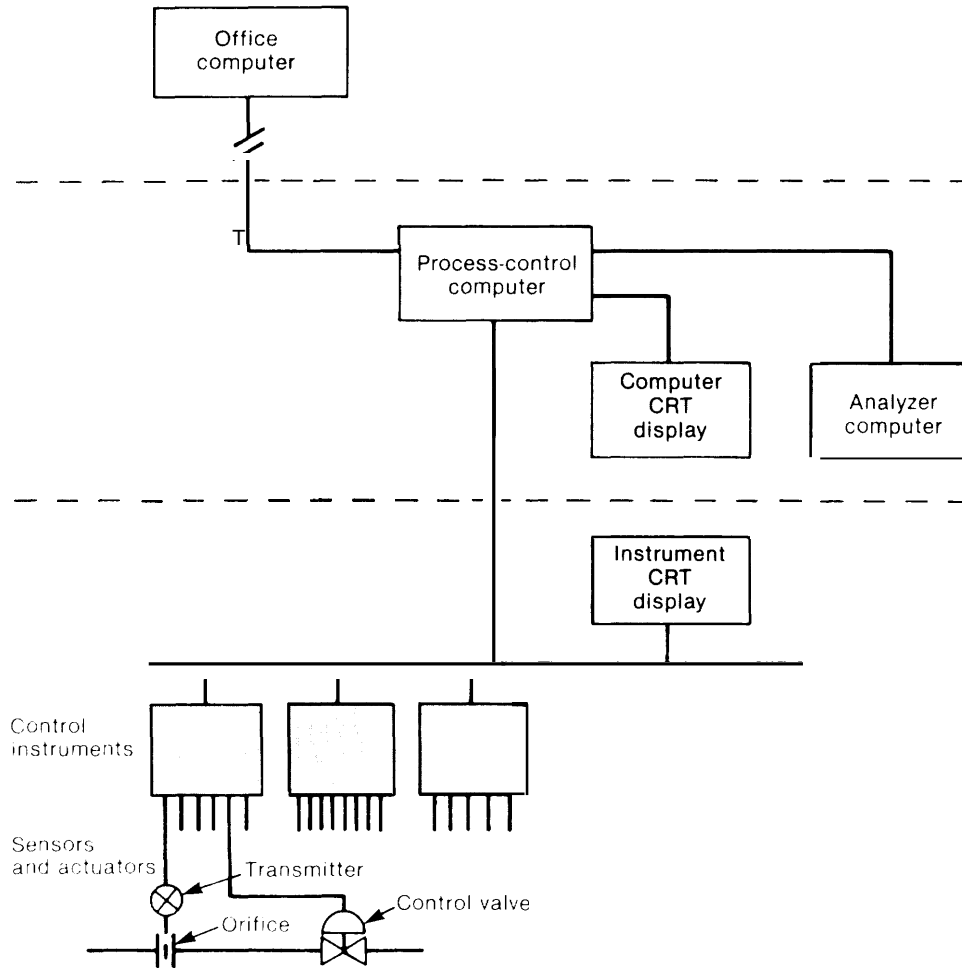 Office
computer
T
Process-control
computer
Computer
CRT
display
Analyzer
computer
Instrument
CRT
display
Control
instruments
Sensors
and actuators
Transmitter
Control valve
Orifice